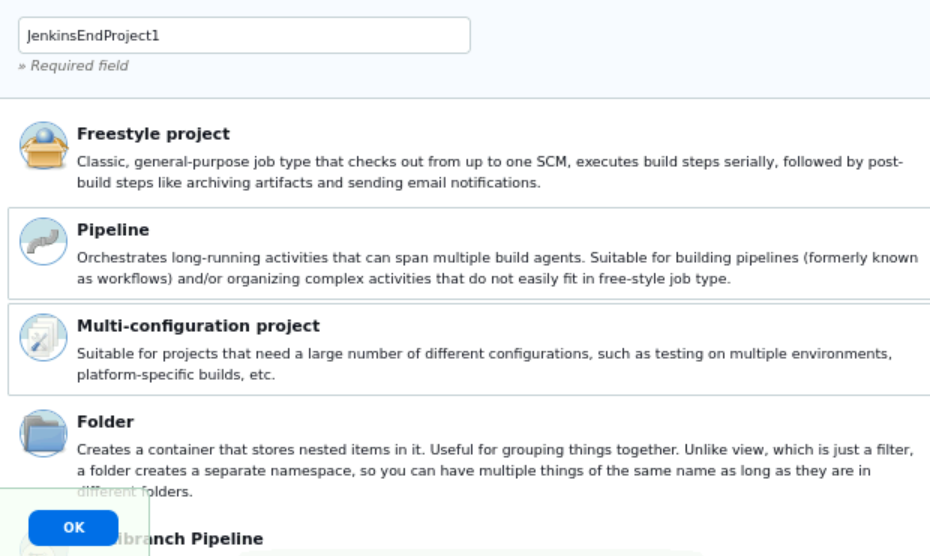 JenkinsEndProject1
» Required field
Freestyle project
Classic, general-purpose job type that checks out from up to one SCM, executes build steps serially, followed by post-
build steps like archiving artifacts and sending email notifications.
Pipeline
Orchestrates long-running activities that can span multiple build agents. Suitable for building pipelines (formerly known
as workflows) and/or organizing complex activities that do not easily fit in free-style job type.
Multi-configuration project
Suitable for projects that need a large number of different configurations, such as testing on multiple environments,
platform-specific builds, etc.
Folder
Creates a container that stores nested items in it. Useful for grouping things together. Unlike view, which is just a filter,
a folder creates a separate namespace, so you can have multiple things of the same name as long as they are in
different folders.
OK
Pipeline